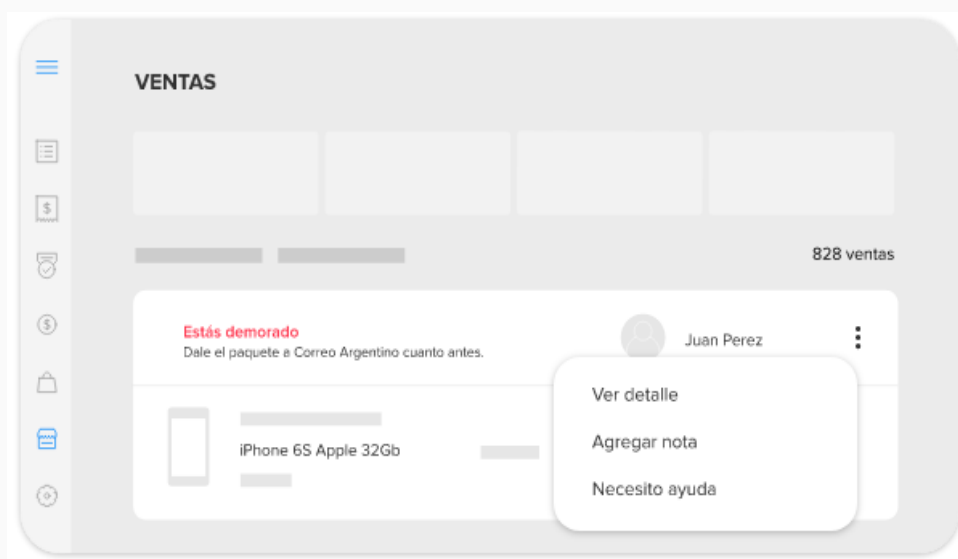 VENTAS
828 ventas
Estás demorado
Dale el paquete a Correo Argentino cuanto antes.
Juan Perez
Ver detalle
Agregar nota
Necesito ayuda
iPhone 6S Apple 32Gb